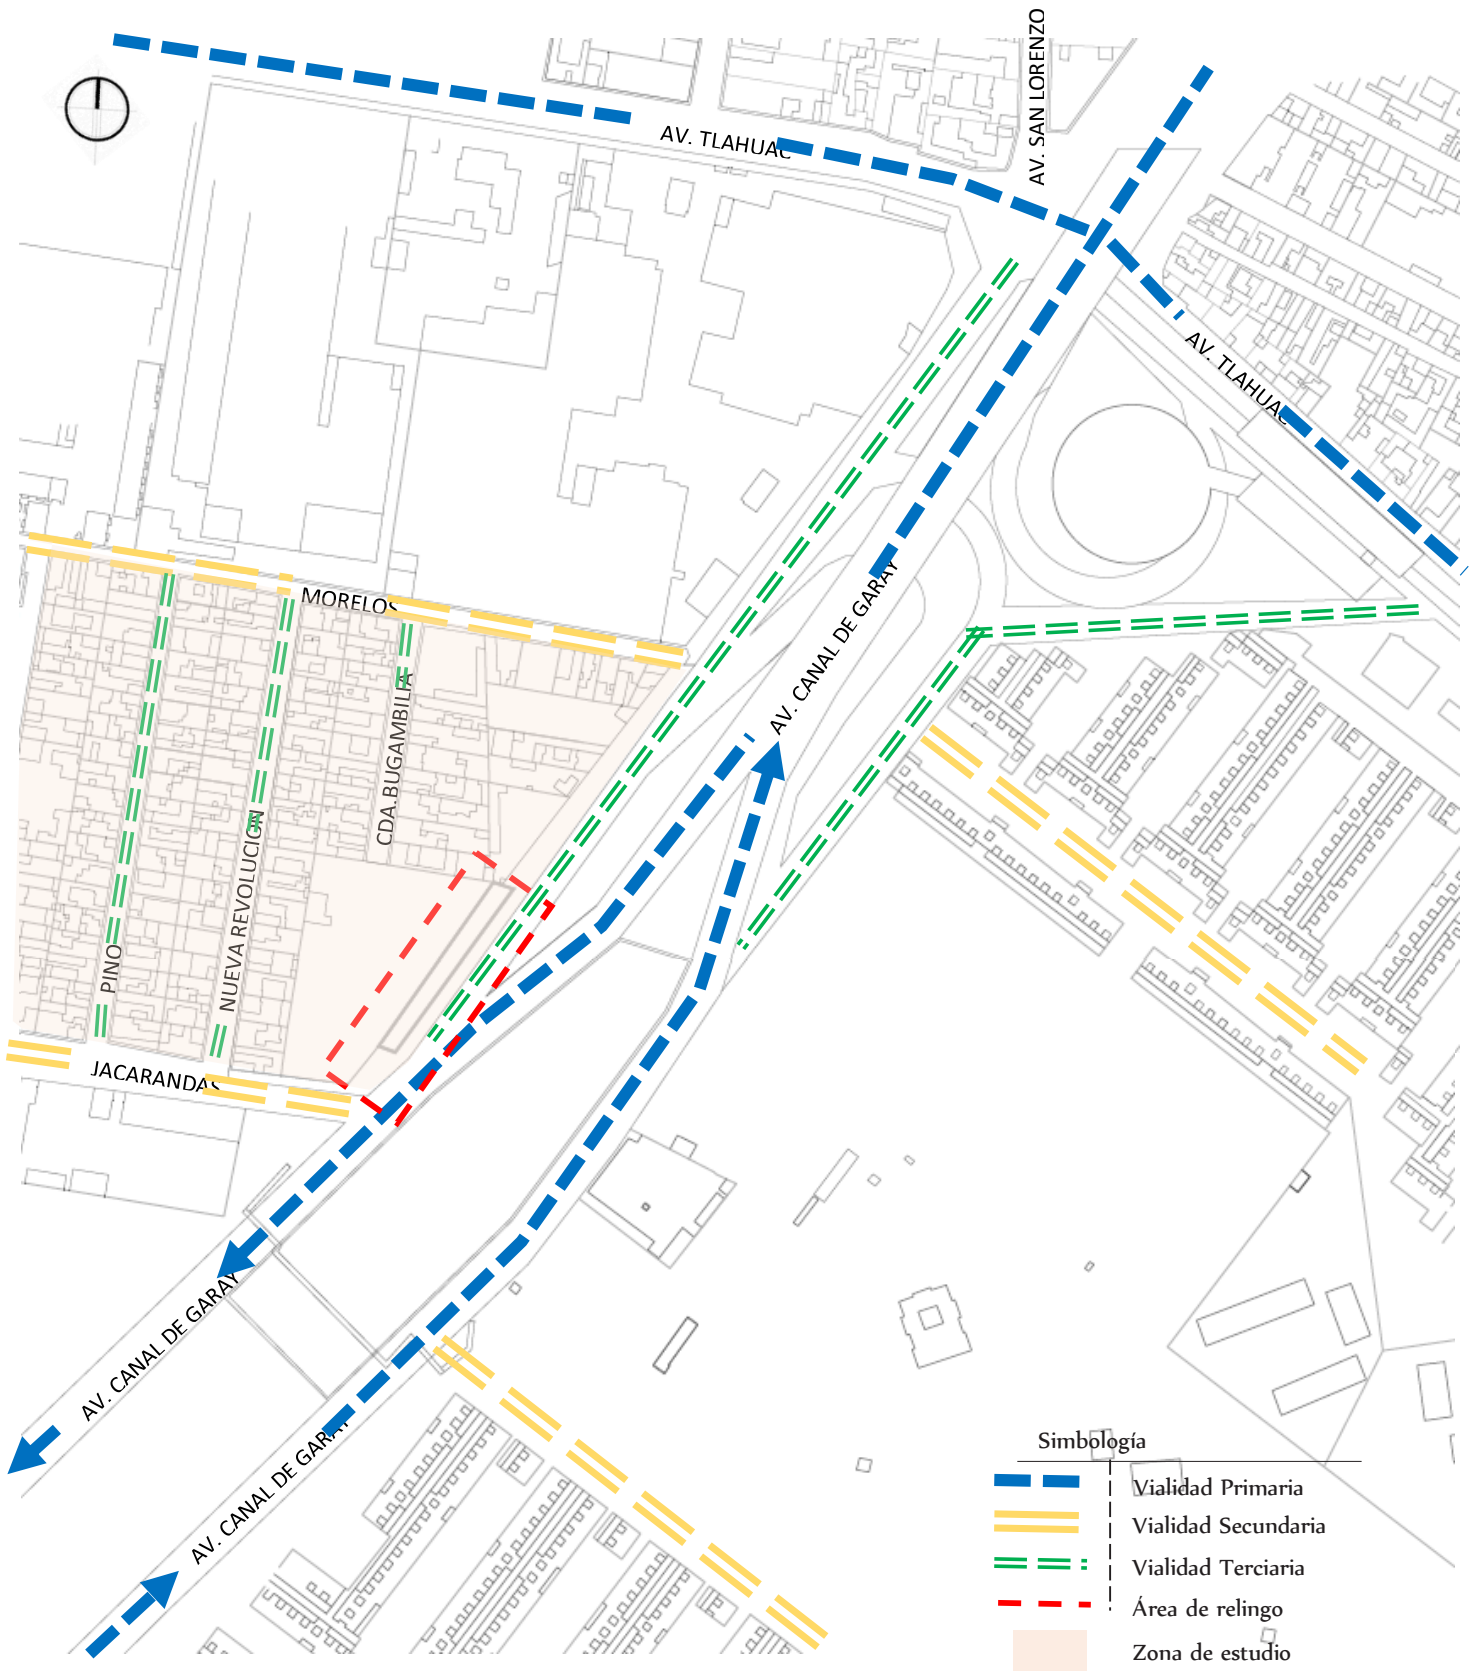 AV. SAN LORENZO
AV. TLAHUAC
AV. TLAHUAC
AV. CANAL DE GARAY
MORELOS
CDA.BUGAMBILIA
NUEVA REVOLUCION
PINO
JACARANDAS
AV. CANAL DE GARAY
AV. CANAL DE GARAY
Simbología
Vialidad Primaria
Vialidad Secundaria
Vialidad Terciaria
Área de relingo
Zona de estudio